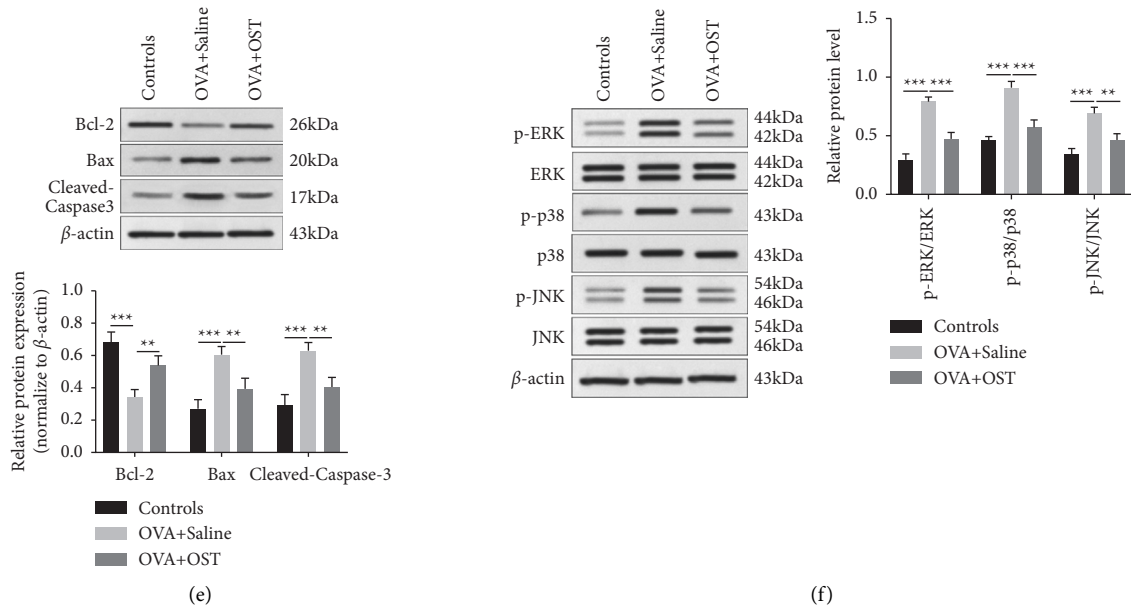 Controls
OVA+Saline
OVA+OST
Bcl-2
26kDa
Bax
20kDa
Cleaved-
Caspase3
17kDa
β-actin
43kDa
Relative protein expression
(normalize to β-actin)
1.0
0.8
0.6
0.4
0.2
0.0
*** **
*** **
*** **
Bcl-2 Bax Cleaved-Caspase-3
Controls
OVA+Saline
OVA+OST
(e)
Controls
OVA+Saline
OVA+OST
p-ERK
44kDa
42kDa
ERK
44kDa
42kDa
p-p38
43kDa
p38
43kDa
p-JNK
54kDa
46kDa
JNK
54kDa
46kDa
β-actin
43kDa
Relative protein level
1.5
1.0
0.5
0.0
*** ***
*** ***
*** **
p-ERK/ERK
p-p38/p38
p-JNK/JNK
Controls
OVA+Saline
OVA+OST
(f)